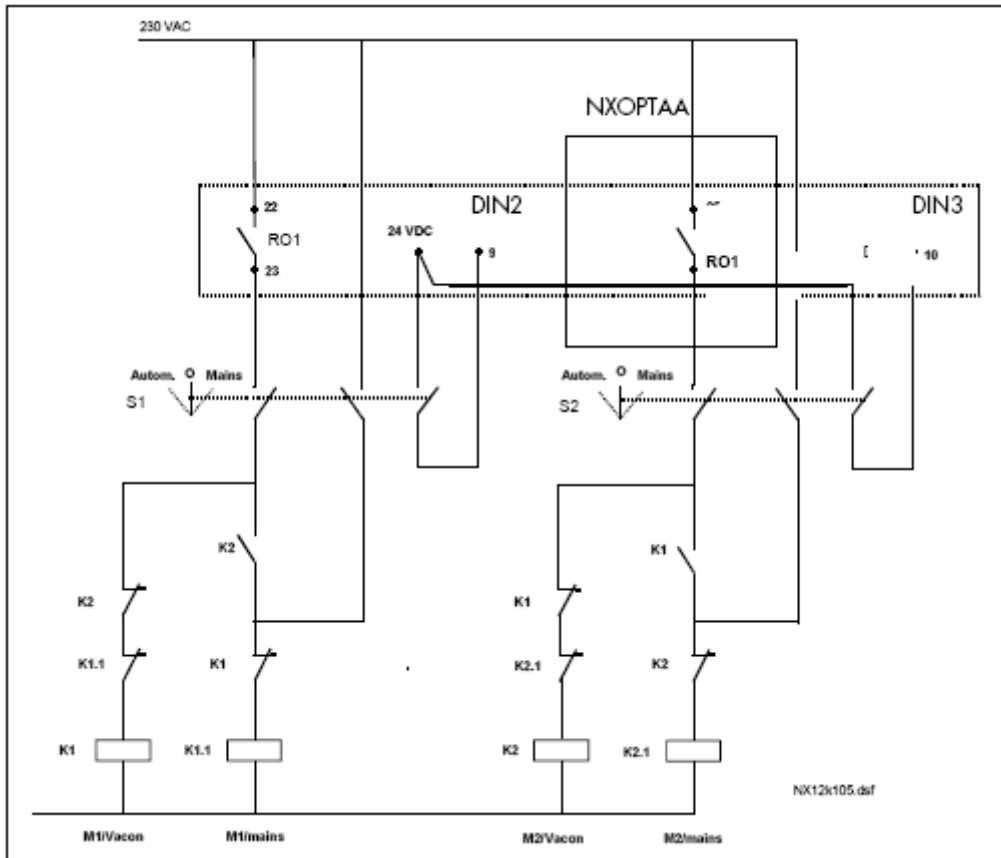 230 VAC
NXOPTAA
22
DIN2
DIN3
RO1
24 VDC
9
RO1
10
23
Autom. O Mains
S1
Autom. O Mains
S2
K2
K1
K2
K1
K1.1
K1
K2.1
K2
K1
K1.1
K2
K2.1
NX12k105.dsf
M1/Vacon
M1/mains
M2/Vacon
M2/mains